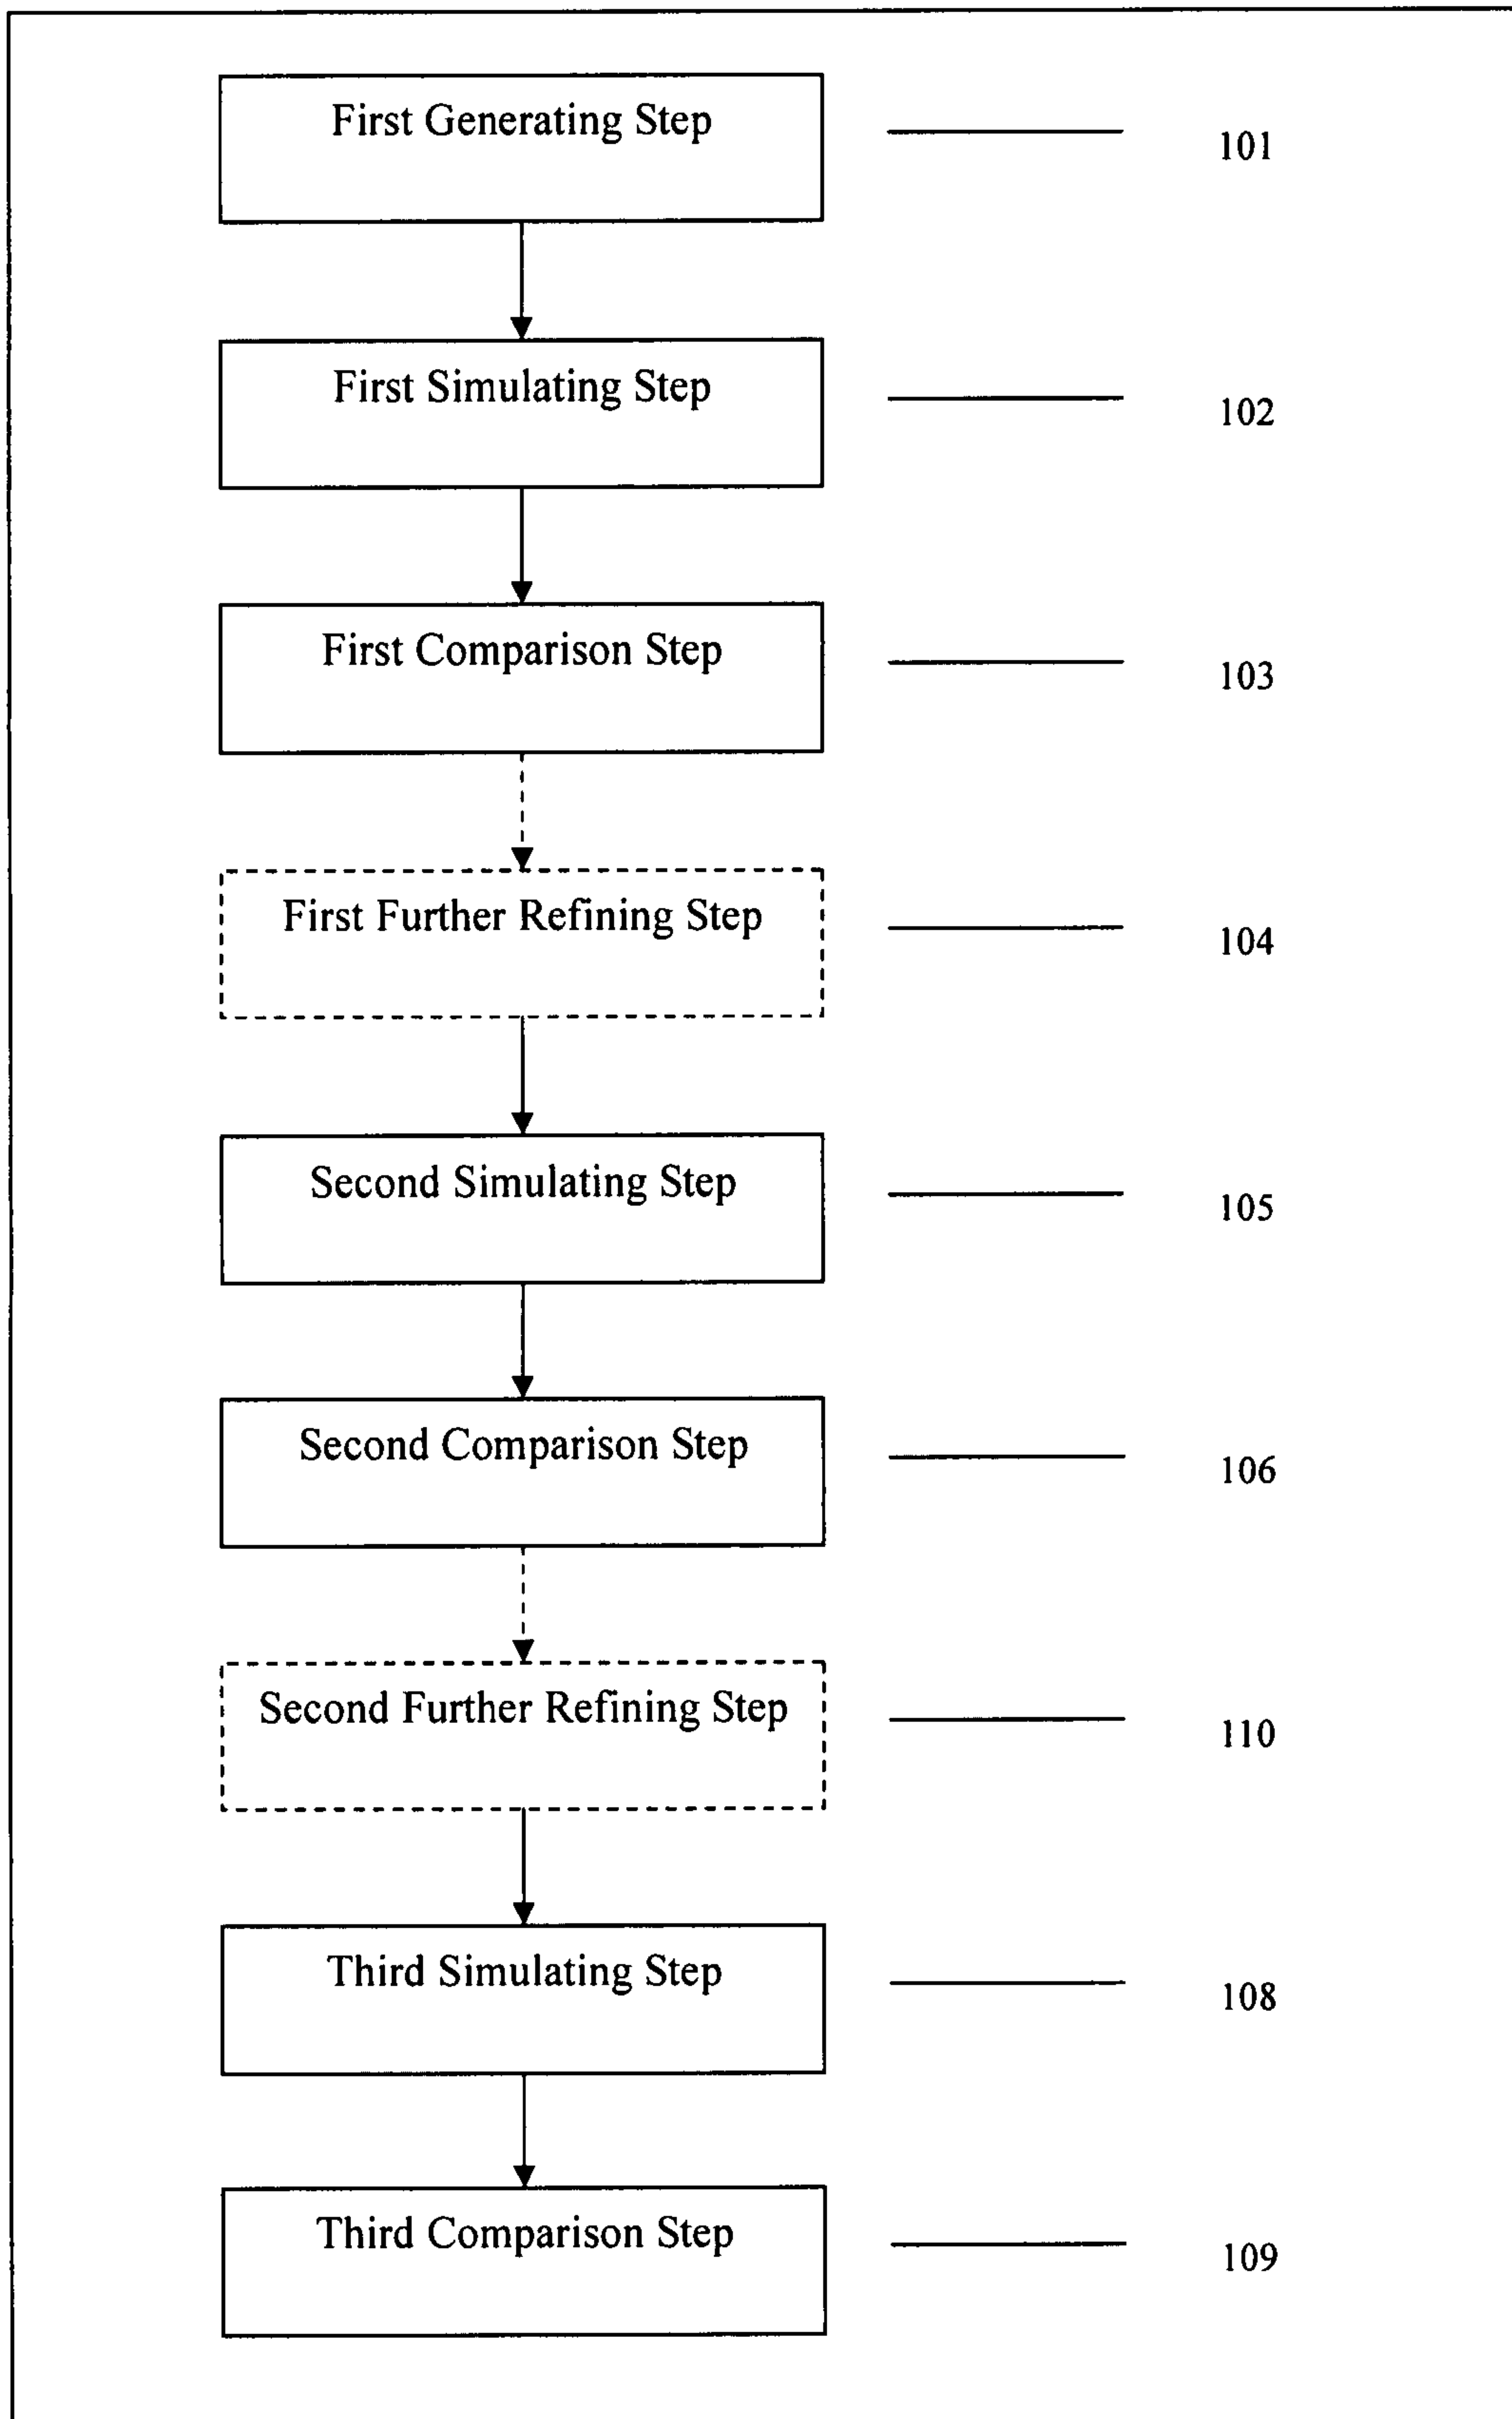 First Generating Step
101
First Simulating Step
102
First Comparison Step
103
First Further Refining Step
104
Second Simulating Step
105
Second Comparison Step
106
Second Further Refining Step
110
Third Simulating Step
108
Third Comparison Step
109